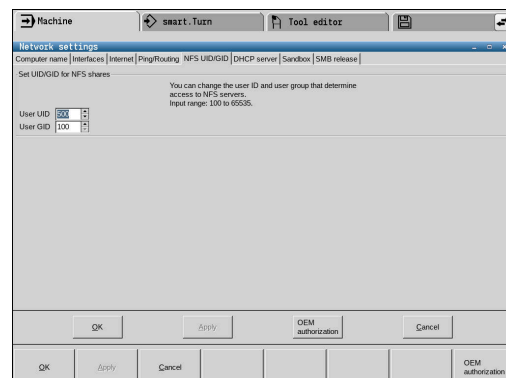 Machine
smart.Turn
Tool editor
Network settings
Computer name Interfaces Internet Ping/Routing NFS UID/GID DHCP server Sandbox SMB release
Set UID/GID for NFS shares
You can change the user ID and user group that determine
access to NFS servers.
Input range: 100 to 65535.
User UID 500
User GID 100
OK Apply OEM authorization Cancel
OK Apply Cancel OEM authorization